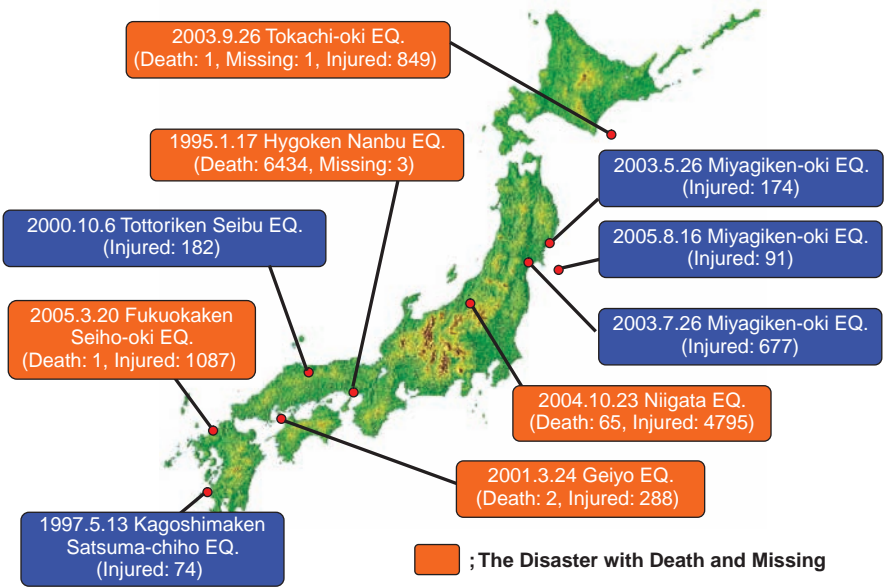 2003.9.26 Tokachi-oki EQ.
(Death: 1, Missing: 1, Injured: 849)
1995.1.17 Hygoken Nanbu EQ.
(Death: 6434, Missing: 3)
2003.5.26 Miyagiken-oki EQ.
(Injured: 174)
2000.10.6 Tottoriken Seibu EQ.
(Injured: 182)
2005.8.16 Miyagiken-oki EQ.
(Injured: 91)
2005.3.20 Fukuokaken
Seiho-oki EQ.
(Death: 1, Injured: 1087)
2003.7.26 Miyagiken-oki EQ.
(Injured: 677)
2004.10.23 Niigata EQ.
(Death: 65, Injured: 4795)
2001.3.24 Geiyo EQ.
(Death: 2, Injured: 288)
1997.5.13 Kagoshimaken
Satsuma-chiho EQ.
(Injured: 74)
; The Disaster with Death and Missing